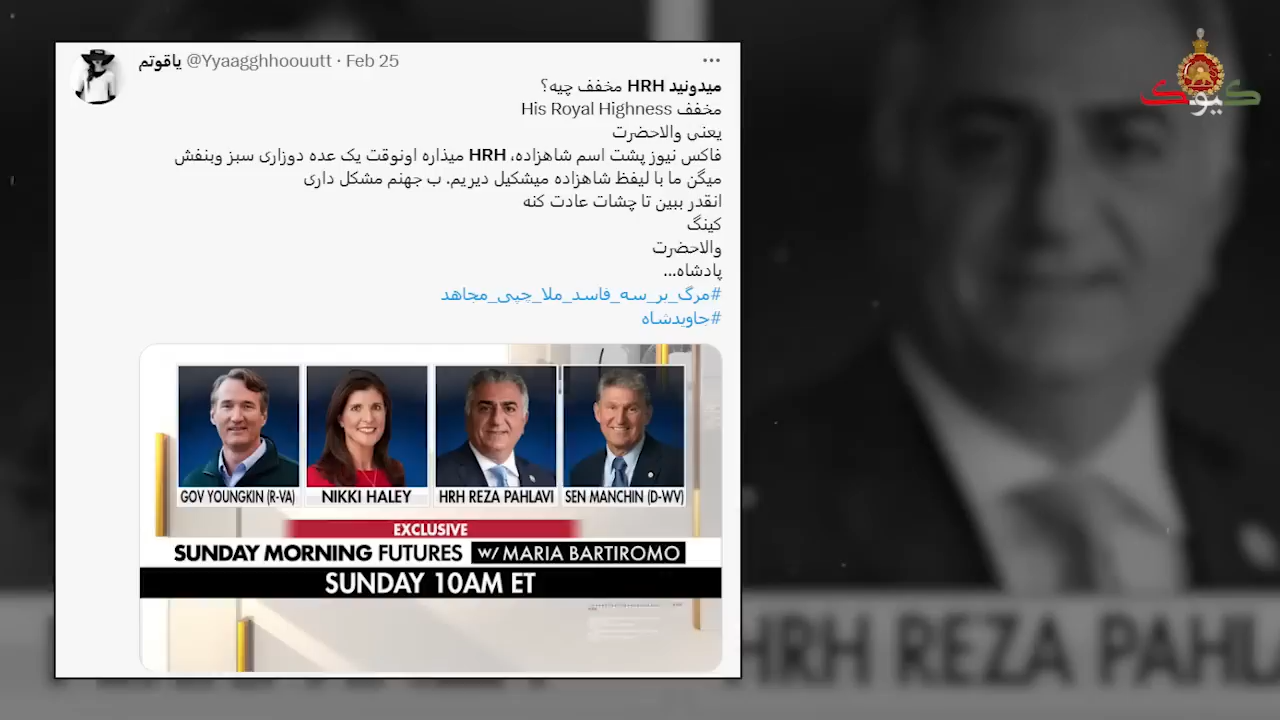 یاقوتم @Yyaagghhoouutt · Feb 25
میدونید HRH مخفف چیه؟
مخفف His Royal Highness
یعنی والاحضرت
فاکس نیوز پشت اسم شاهزاده، HRH میذاره اونوقت یک عده دوزاری سبز وبنفش
میگن ما با لیفظ شاهزاده میشکیل دیریم. ب جهنم مشکل داری
انقدر ببین تا چشات عادت کنه
کینگ
والاحضرت
پادشاه...
#مرگ_بر_سه_فاسد_ملا_چپی_مجاهد
#جاویدشاه
GOV YOUNGKIN (R-VA) NIKKI HALEY HRH REZA PAHLAVI SEN MANCHIN (D-WV)
EXCLUSIVE
SUNDAY MORNING FUTURES W/ MARIA BARTIROMO
SUNDAY 10AM ET
کیوک
HRH REZA PAHL